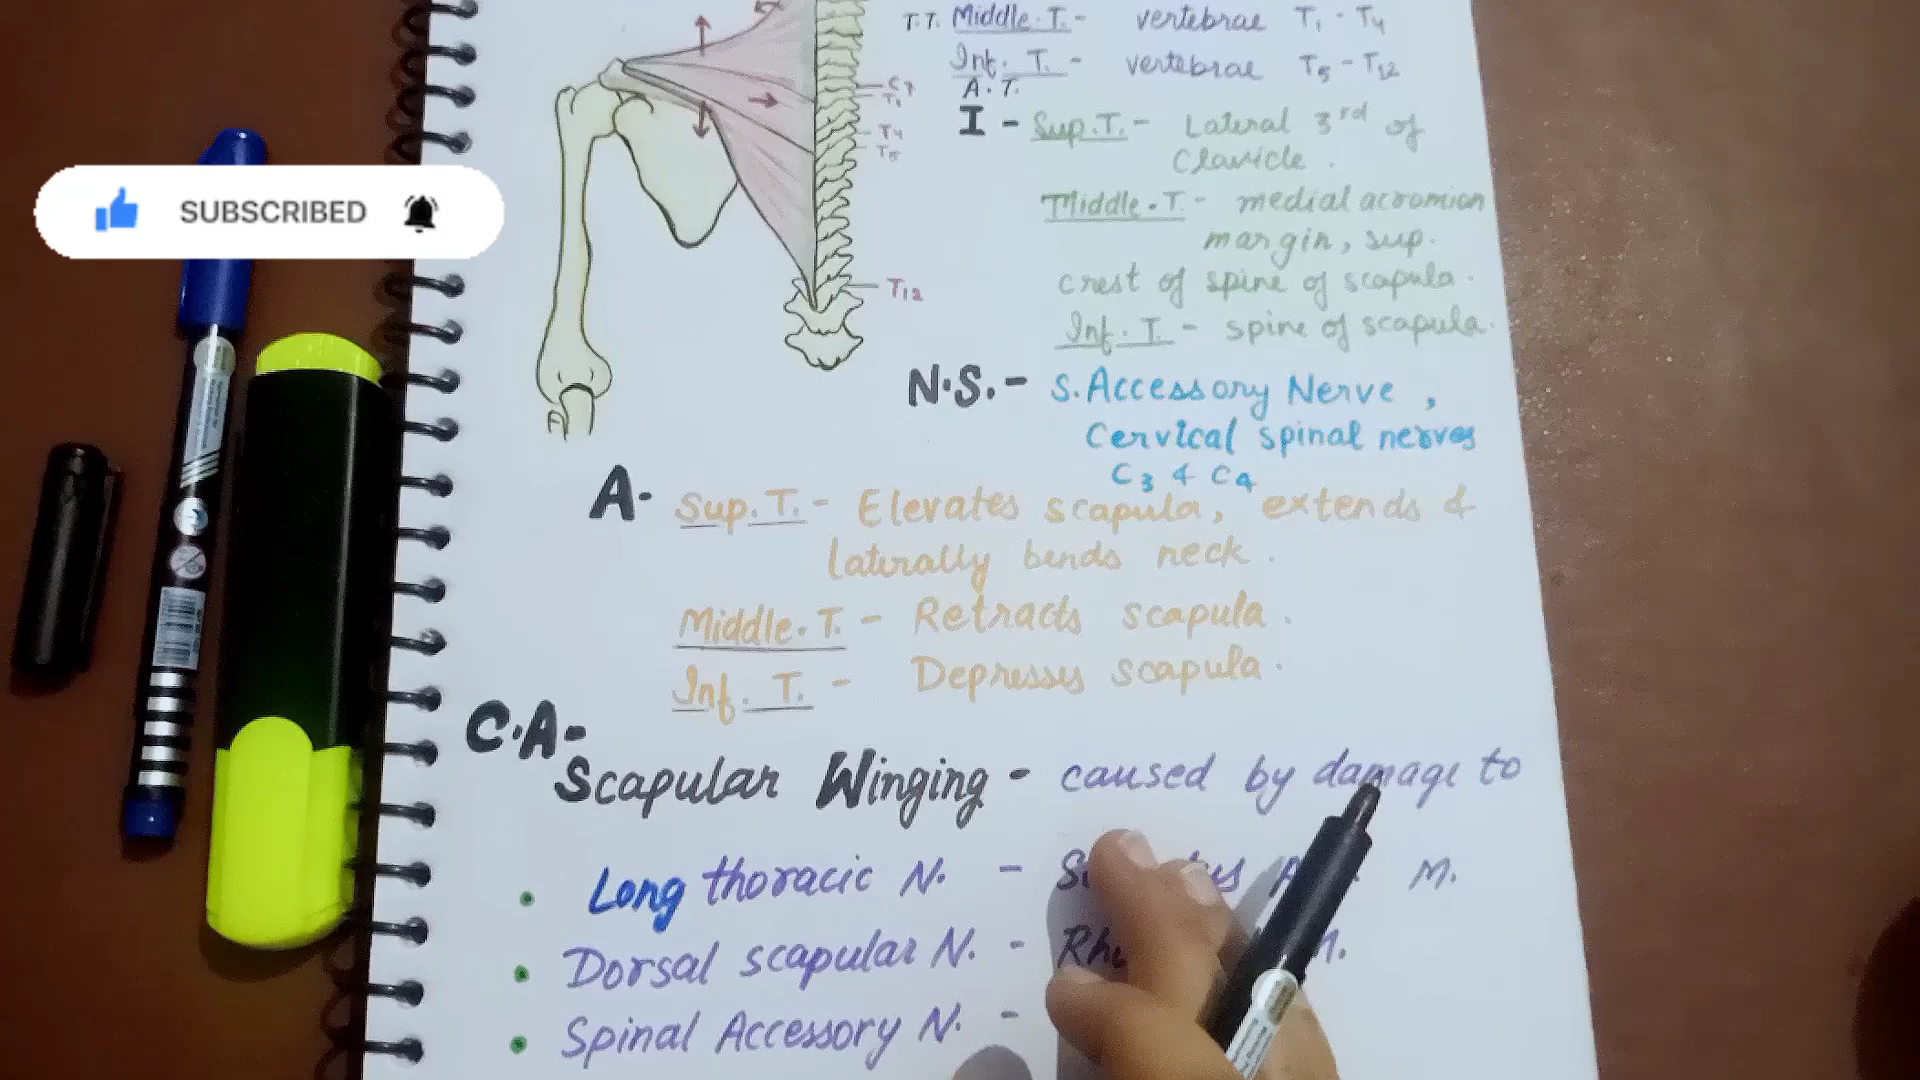 T.T. Middle.T.- vertebrae T1 - T4
Inf. T. - vertebrae T5 - T12
A.T.
C7
T1
T4
T5
T12
I - Sup.T.- Lateral 3rd of
Clavicle.
Middle.T.- medial acromion
margin, sup.
crest of spine of scapula.
Inf. T. - spine of scapula.
SUBSCRIBED
N.S.- S.Accessory Nerve,
Cervical spinal nerves
C3 & C4
A- Sup.T.- Elevates scapula, extends &
laterally bends neck.
Middle.T. - Retracts scapula.
Inf. T. - Depresses scapula.
C.A-
Scapular Winging - caused by damage to
• Long thoracic N. - M.
• Dorsal scapular N. - M.
• Spinal Accessory N. -